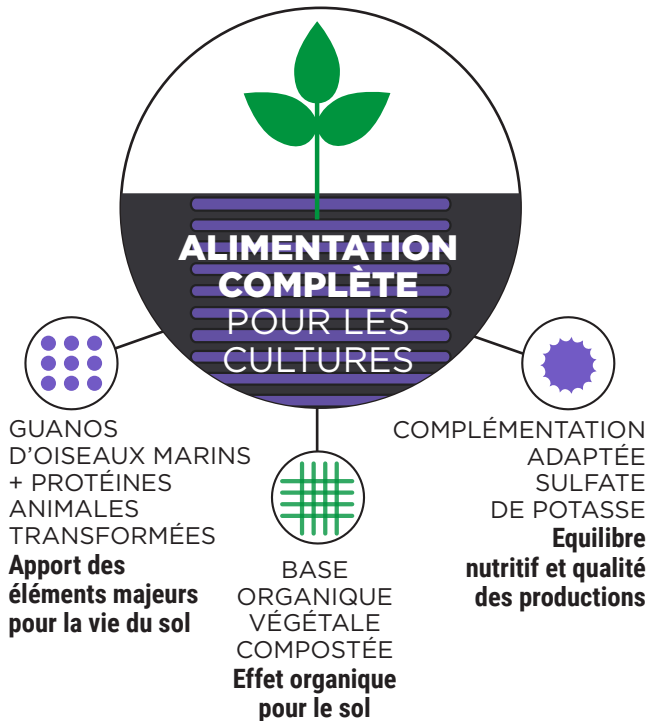 ALIMENTATION
COMPLÈTE
POUR LES
CULTURES
GUANOS
D'OISEAUX MARINS
+ PROTÉINES
ANIMALES
TRANSFORMÉES
Apport des
éléments majeurs
pour la vie du sol
BASE
ORGANIQUE
VÉGÉTALE
COMPOSTÉE
Effet organique
pour le sol
COMPLÉMENTATION
ADAPTÉE
SULFATE
DE POTASSE
Equilibre
nutritif et qualité
des productions